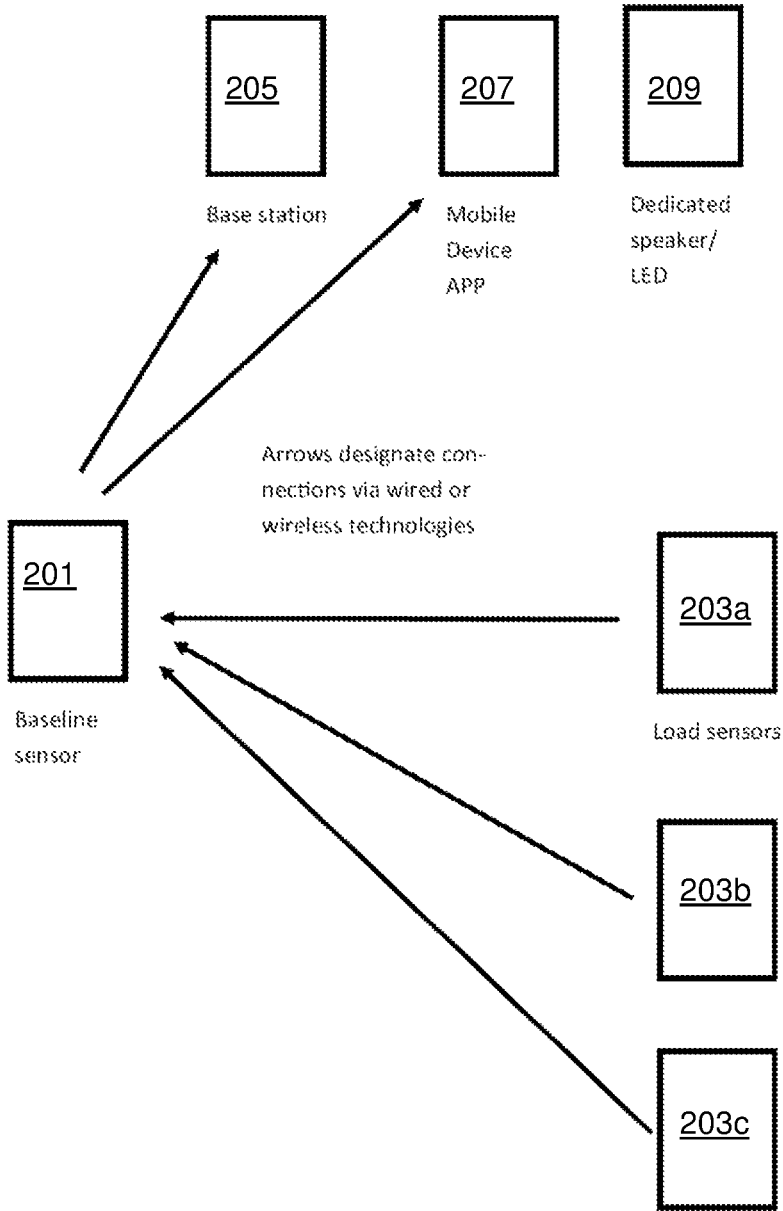 205
207
209
Base station
Mobile
Device
APP
Dedicated
speaker/
LED
Arrows designate con-
nections via wired or
wireless technologies
201
Baseline
sensor
203a
Load sensors
203b
203c